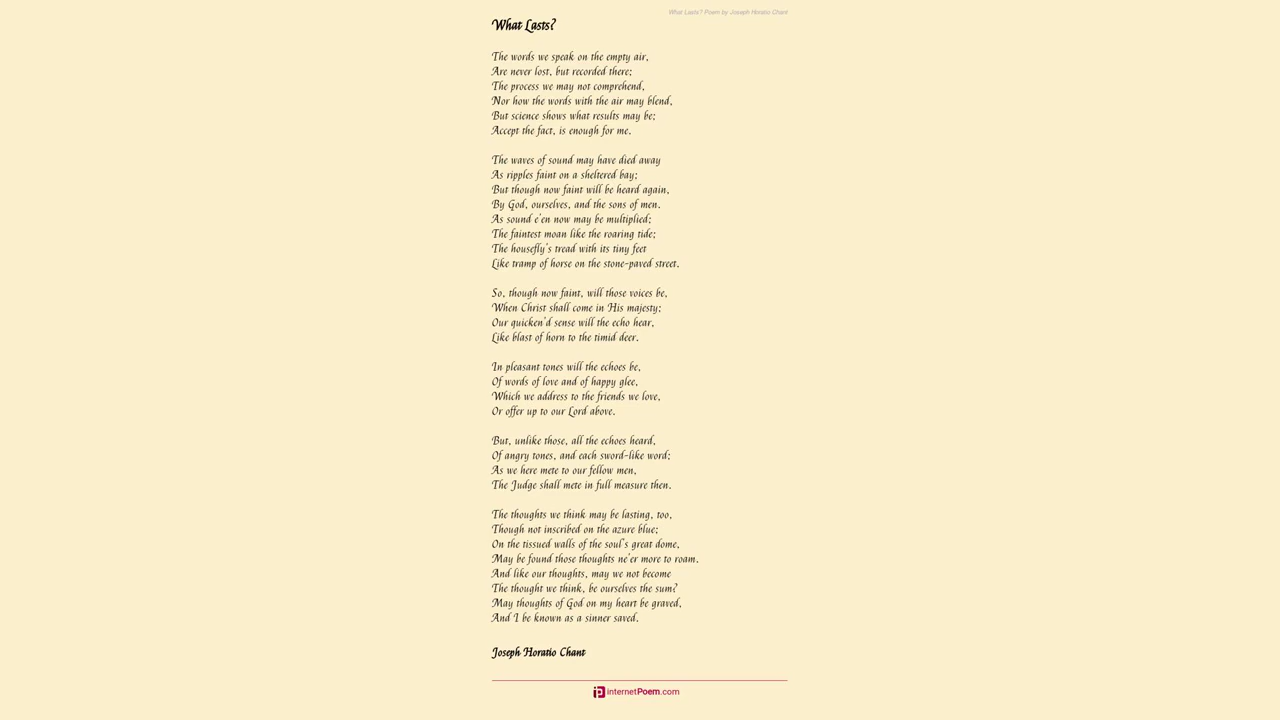 What Lasts? Poem by Joseph Horatio Chant
What Lasts?
The words we speak on the empty air,
Are never lost, but recorded there;
The process we may not comprehend,
Nor how the words with the air may blend,
But science shows what results may be;
Accept the fact, is enough for me.
The waves of sound may have died away
As ripples faint on a sheltered bay;
But though now faint will be heard again,
By God, ourselves, and the sons of men.
As sound e'en now may be multiplied;
The faintest moan like the roaring tide;
The housefly's tread with its tiny feet
Like tramp of horse on the stone-paved street.
So, though now faint, will those voices be,
When Christ shall come in His majesty;
Our quicken'd sense will the echo hear,
Like blast of horn to the timid deer.
In pleasant tones will the echoes be,
Of words of love and of happy glee,
Which we address to the friends we love,
Or offer up to our Lord above.
But, unlike those, all the echoes heard,
Of angry tones, and each sword-like word;
As we here mete to our fellow men,
The Judge shall mete in full measure then.
The thoughts we think may be lasting, too,
Though not inscribed on the azure blue;
On the tissued walls of the soul's great dome,
May be found those thoughts ne'er more to roam.
And like our thoughts, may we not become
The thought we think, be ourselves the sum?
May thoughts of God on my heart be graved,
And I be known as a sinner saved.
Joseph Horatio Chant
internetPoem.com